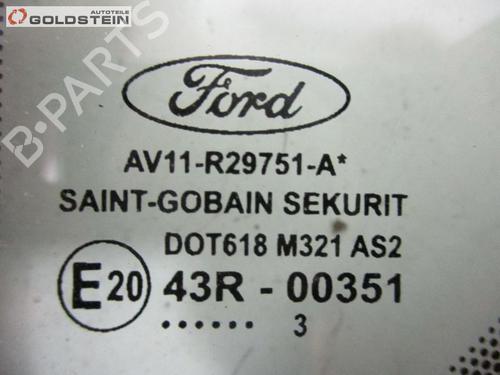 AUTOTEILE
GOLDSTEIN
B-PARTS
Ford
AV11-R29751-A*
SAINT-GOBAIN SEKURIT
DOT618 M321 AS2
E20 43R - 00351
...... 3